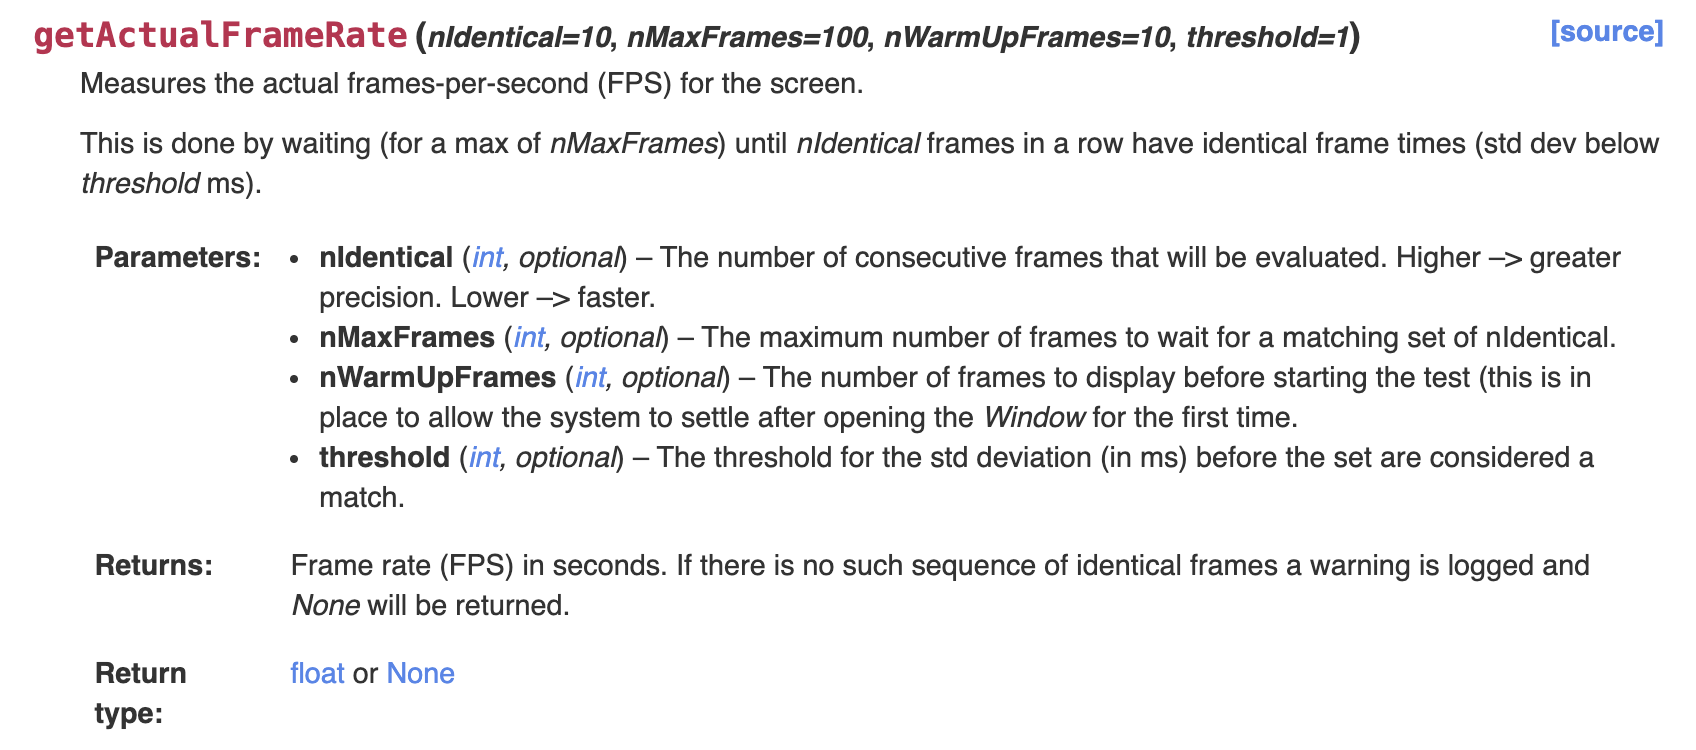 getActualFrameRate (nIdentical=10, nMaxFrames=100, nWarmUpFrames=10, threshold=1) [source]
Measures the actual frames-per-second (FPS) for the screen.
This is done by waiting (for a max of nMaxFrames) until nIdentical frames in a row have identical frame times (std dev below
threshold ms).
Parameters: • nIdentical (int, optional) – The number of consecutive frames that will be evaluated. Higher –> greater
precision. Lower –> faster.
• nMaxFrames (int, optional) – The maximum number of frames to wait for a matching set of nIdentical.
• nWarmUpFrames (int, optional) – The number of frames to display before starting the test (this is in
place to allow the system to settle after opening the Window for the first time.
• threshold (int, optional) – The threshold for the std deviation (in ms) before the set are considered a
match.
Returns: Frame rate (FPS) in seconds. If there is no such sequence of identical frames a warning is logged and
None will be returned.
Return float or None
type: